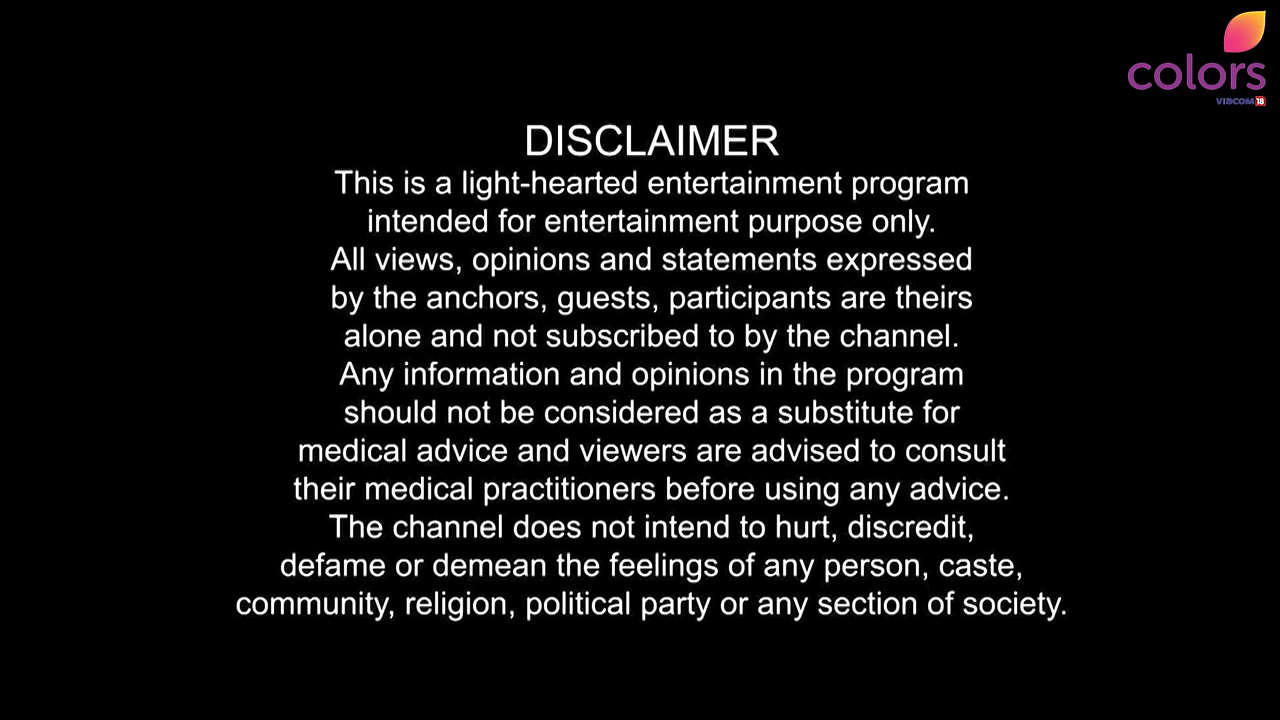 colors
VIACOM 18
DISCLAIMER
This is a light-hearted entertainment program
intended for entertainment purpose only.
All views, opinions and statements expressed
by the anchors, guests, participants are theirs
alone and not subscribed to by the channel.
Any information and opinions in the program
should not be considered as a substitute for
medical advice and viewers are advised to consult
their medical practitioners before using any advice.
The channel does not intend to hurt, discredit,
defame or demean the feelings of any person, caste,
community, religion, political party or any section of society.